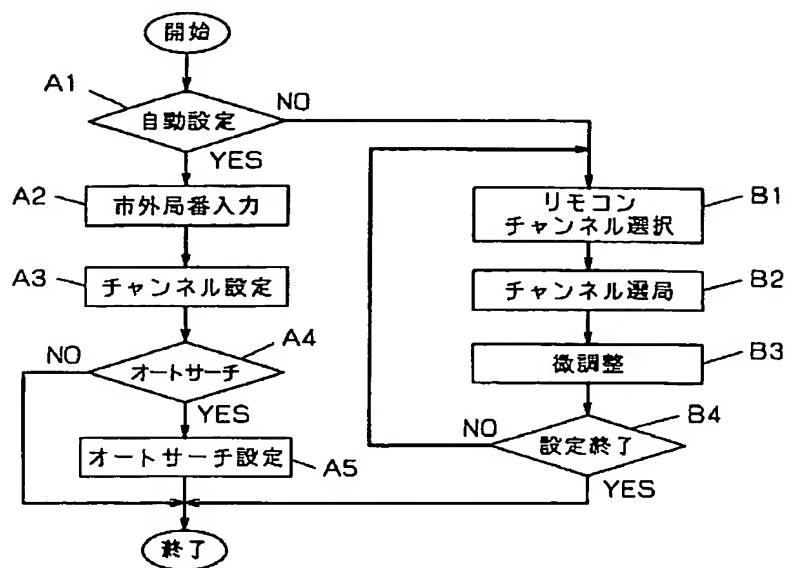 開始
A1
自動設定
NO
YES
A2
市外局番入力
A3
チャンネル設定
NO
A4
オートサーチ
YES
オートサーチ設定
A5
終了
リモコン
チャンネル選択
B1
チャンネル選局
B2
微調整
B3
NO
B4
設定終了
YES